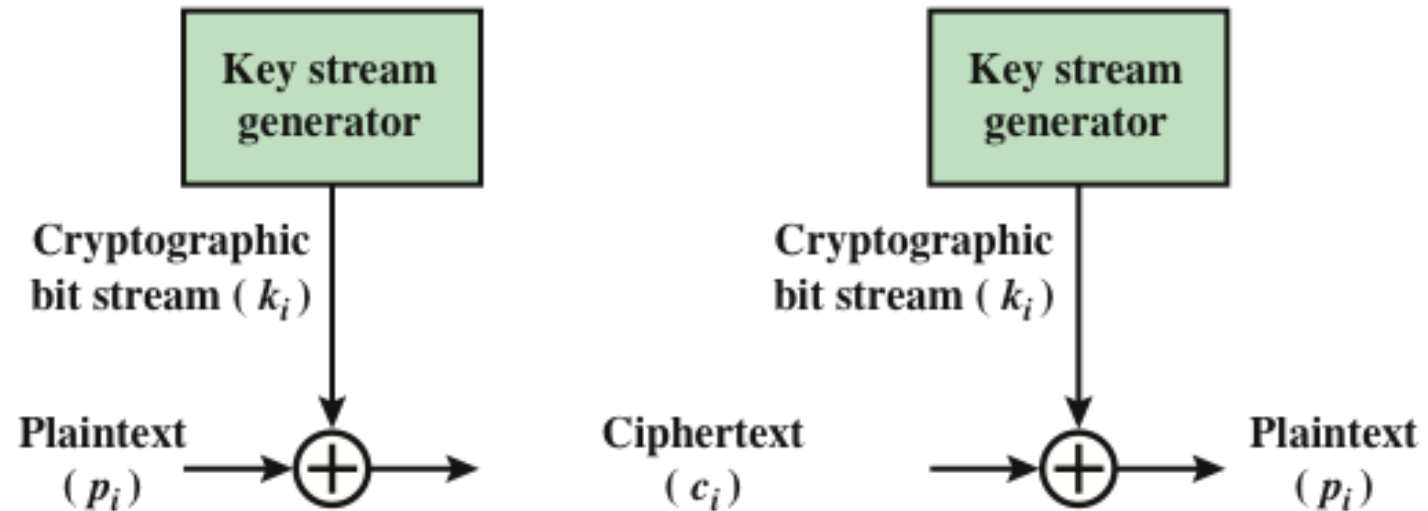 Key stream
generator
Key stream
generator
Cryptographic
bit stream ( kᵢ )
Cryptographic
bit stream ( kᵢ )
Plaintext
( pᵢ )
Ciphertext
( cᵢ )
Plaintext
( pᵢ )